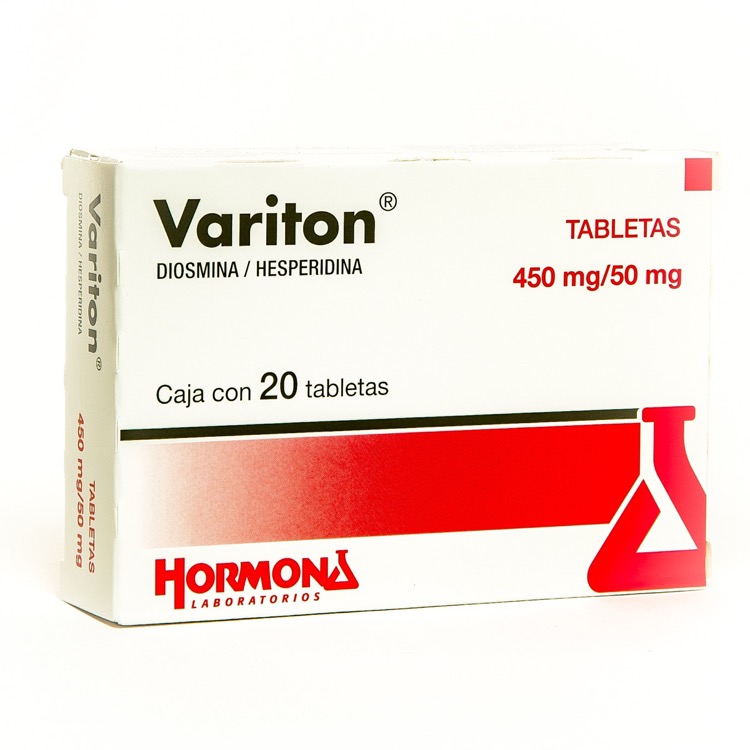 Variton®
DIOSMINA / HESPERIDINA
TABLETAS
450 mg/50 mg
Caja con 20 tabletas
HORMONA
LABORATORIOS
Variton®
DIOSMINA / HESPERIDINA
TABLETAS
450 mg/50 mg